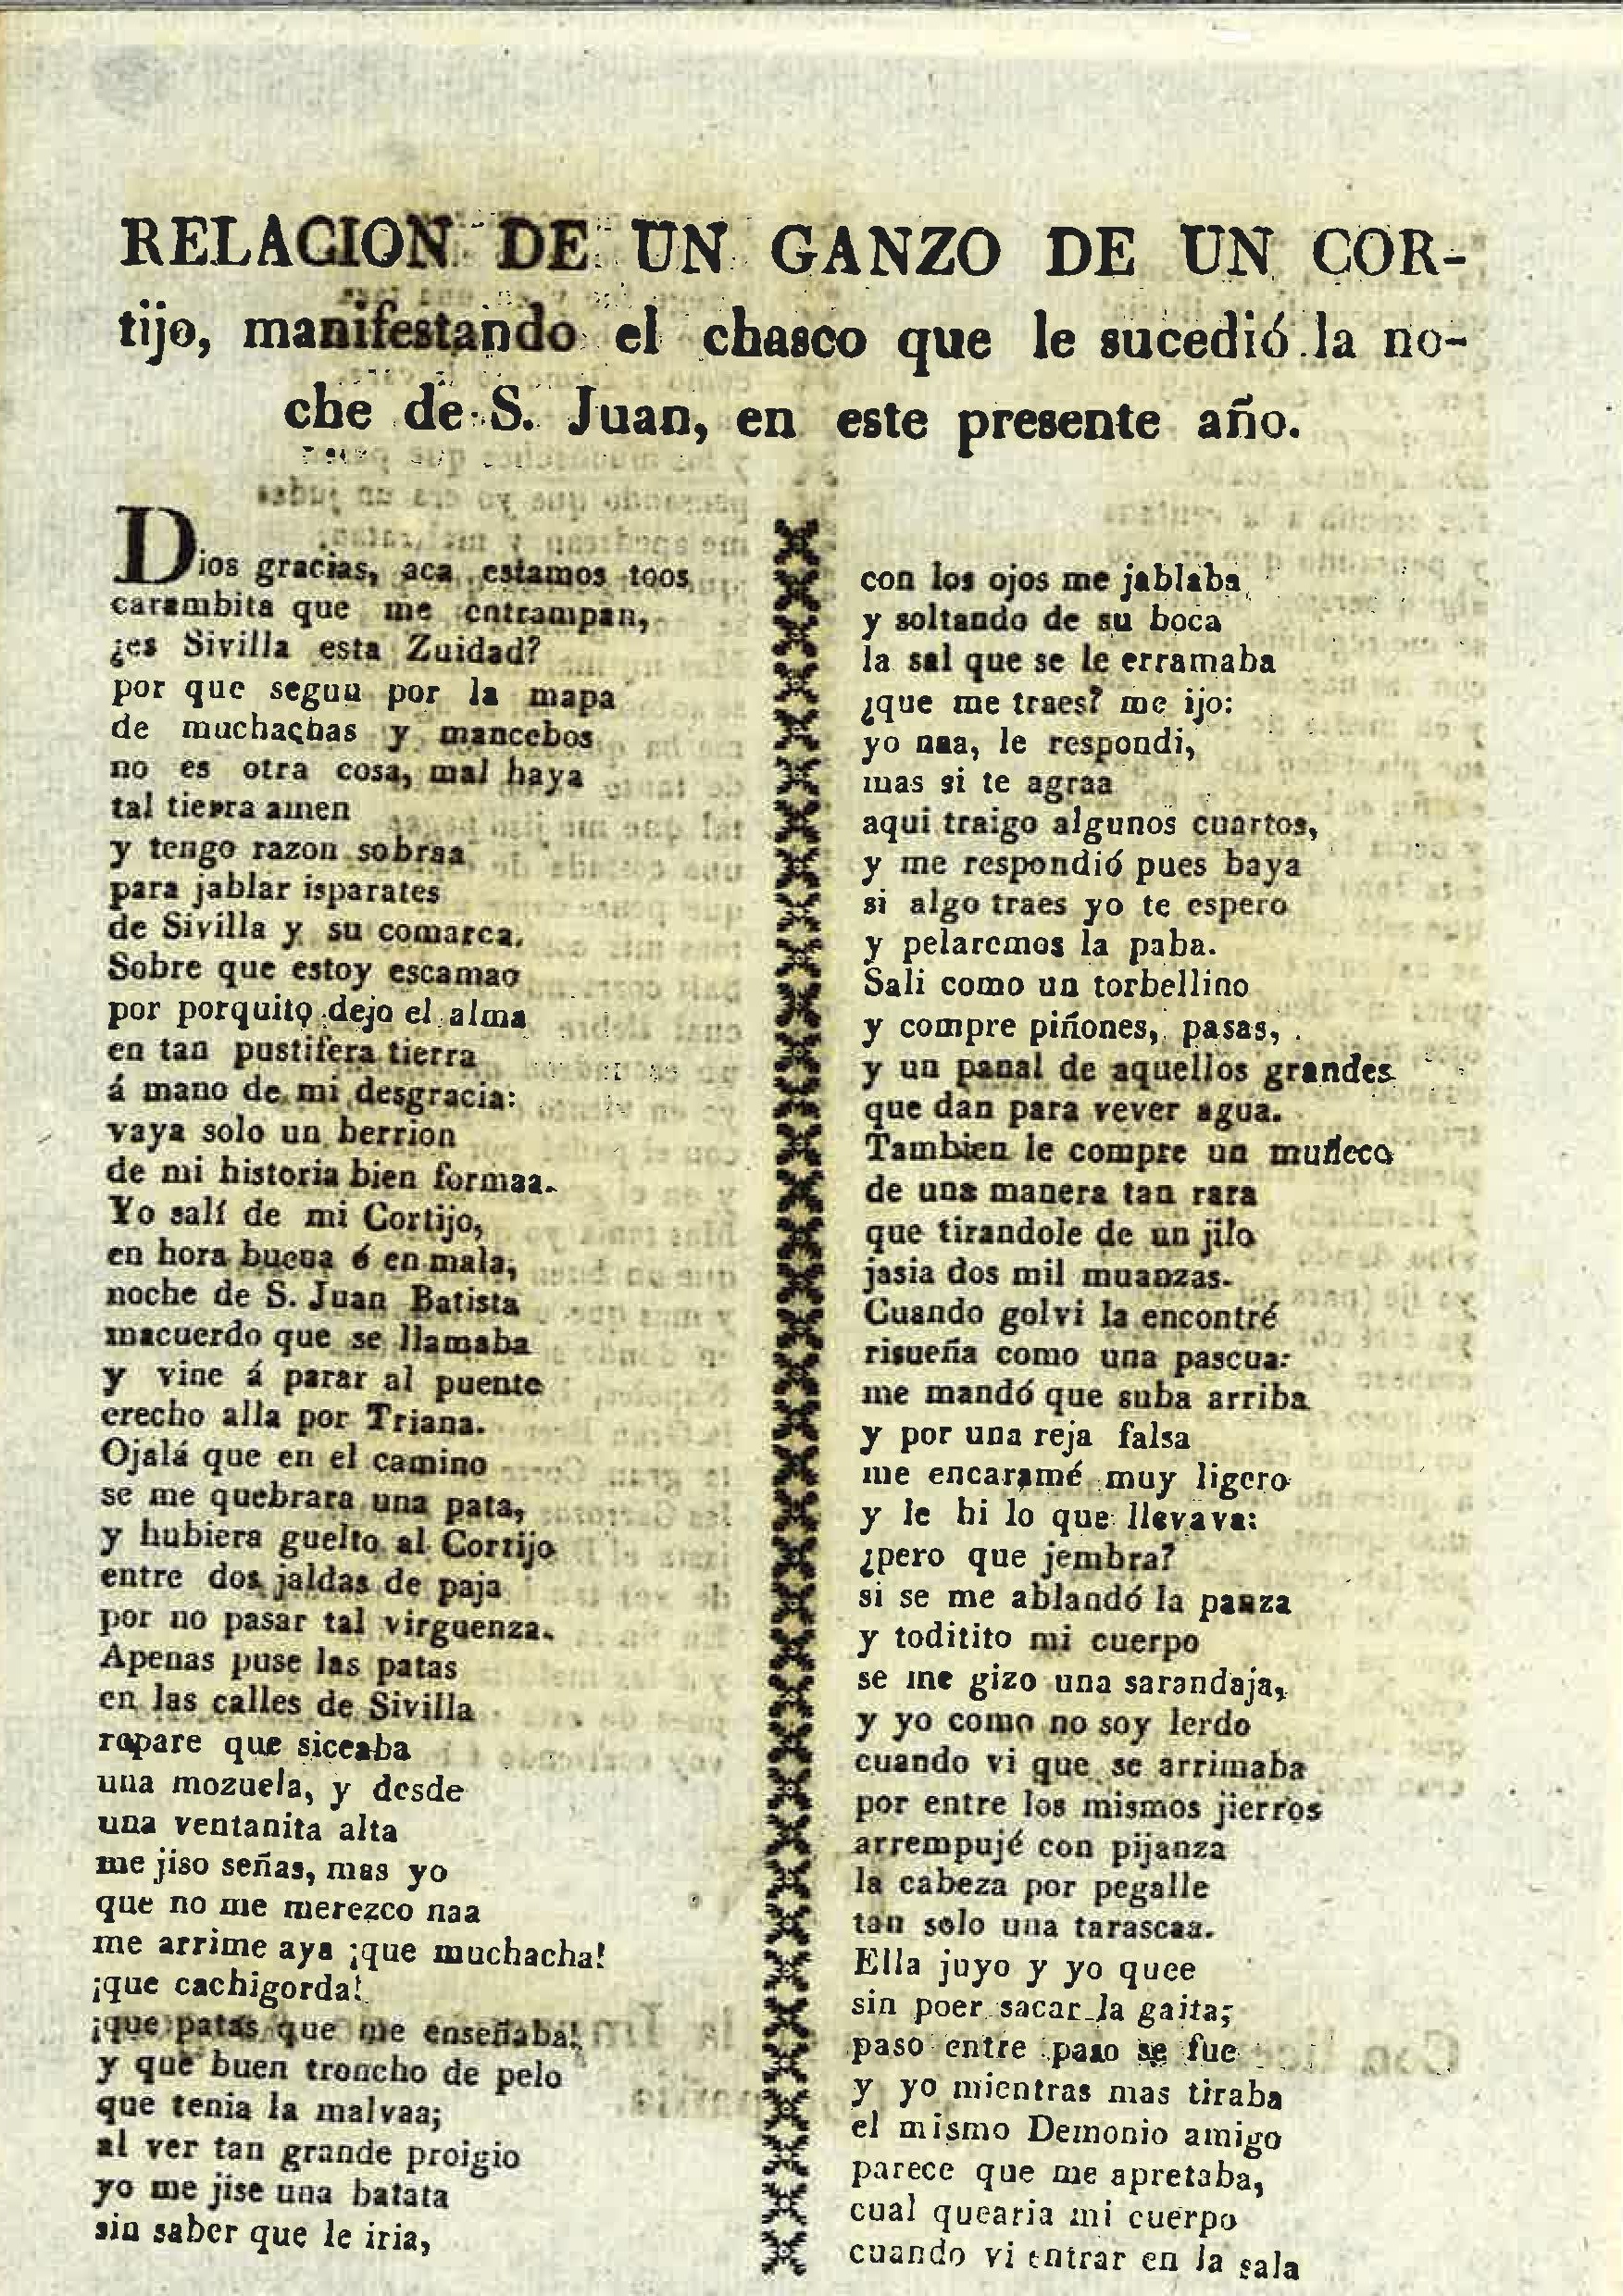 RELACION DE UN GANZO DE UN COR-
tijo, manifestando el chasco que le sucedió la no-
che de S. Juan, en este presente año.
Dios gracias, aca estamos toos
carambita que me entrampan,
¿es Sivilla esta Zuidad?
por que segun por la mapa
de muchachas y mancebos
no es otra cosa, mal haya
tal tierra amen
y tengo razon sobraa
para jablar isparates
de Sivilla y su comarca.
Sobre que estoy escamao
por porquito dejo el alma
en tan pustifera tierra
á mano de mi desgracia:
vaya solo un berrion
de mi historia bien formaa.
Yo salí de mi Cortijo,
en hora buena ó en mala,
noche de S. Juan Batista
macuerdo que se llamaba
y vine á parar al puente
erecho alla por Triana.
Ojalá que en el camino
se me quebrara una pata,
y hubiera guelto al Cortijo
entre dos jaldas de paja
por no pasar tal virguenza.
Apenas puse las patas
en las calles de Sivilla
rapare que siceaba
una mozuela, y desde
una ventanita alta
me jiso señas, mas yo
que no me merezco naa
me arrime aya ¡que muchacha!
¡que cachigorda!
¡que patas que me enseñaba!
y que buen troncho de pelo
que tenia la malvaa;
al ver tan grande proigio
yo me jise una batata
sin saber que le iria,
con los ojos me jablaba
y soltando de su boca
la sal que se le erramaba
¿que me traes? me ijo:
yo naa, le respondi,
mas si te agraa
aqui traigo algunos cuartos,
y me respondió pues baya
si algo traes yo te espero
y pelaremos la paba.
Sali como un torbellino
y compre piñones, pasas,
y un panal de aquellos grandes
que dan para vever agua.
Tambien le compre un muñeco
de una manera tan rara
que tirandole de un jilo
jasia dos mil muanzas.
Cuando golvi la encontré
risueña como una pascua:
me mandó que suba arriba
y por una reja falsa
me encaramé muy ligero
y le hi lo que llevava:
¿pero que jembra?
si se me ablandó la panza
y toditito mi cuerpo
se me gizo una sarandaja,
y yo como no soy lerdo
cuando vi que se arrimaba
por entre los mismos jierros
arrempujé con pijanza
la cabeza por pegalle
tan solo una tarascaa.
Ella juyo y yo quee
sin poer sacar la gaita;
paso entre paso se fue
y yo mientras mas tiraba
el mismo Demonio amigo
parece que me apretaba,
cual quearia mi cuerpo
cuando vi entrar en la sala